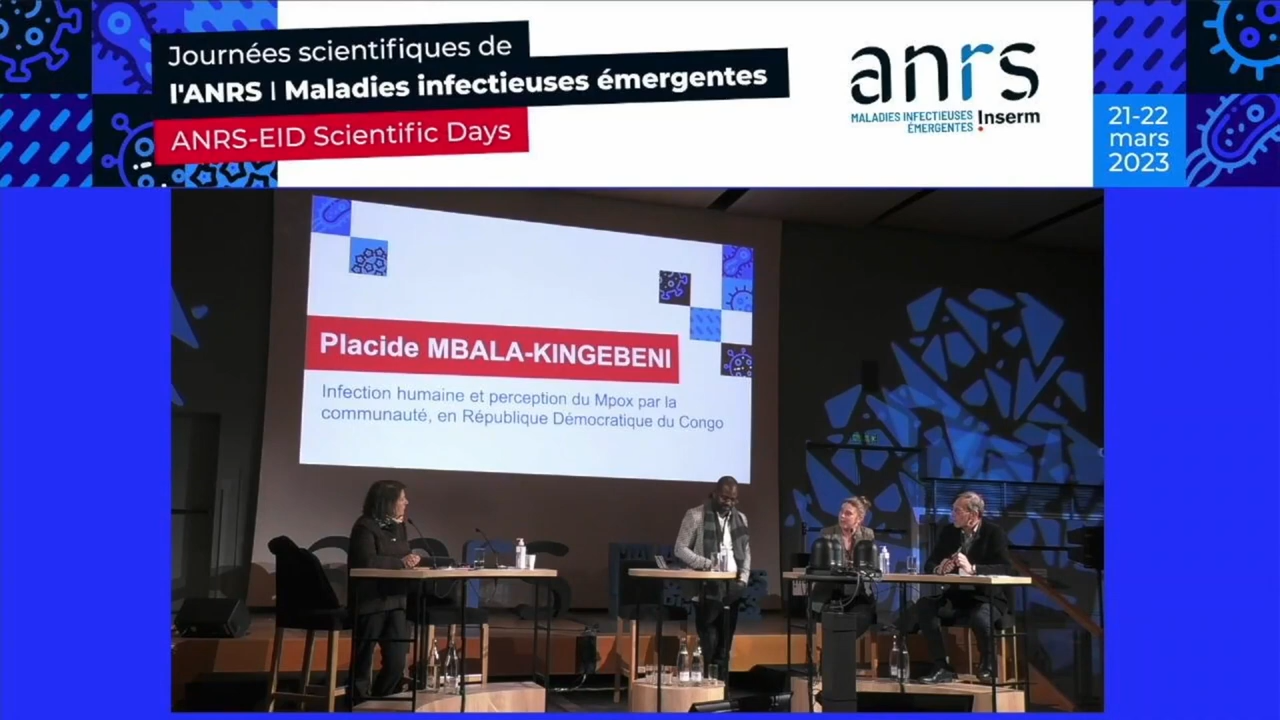 Journées scientifiques de
l'ANRS | Maladies infectieuses émergentes
ANRS-EID Scientific Days
anrs
MALADIES INFECTIEUSES
ÉMERGENTES Inserm
21-22
mars
2023
Placide MBALA-KINGEBENI
Infection humaine et perception du Mpox par la
communauté, en République Démocratique du Congo